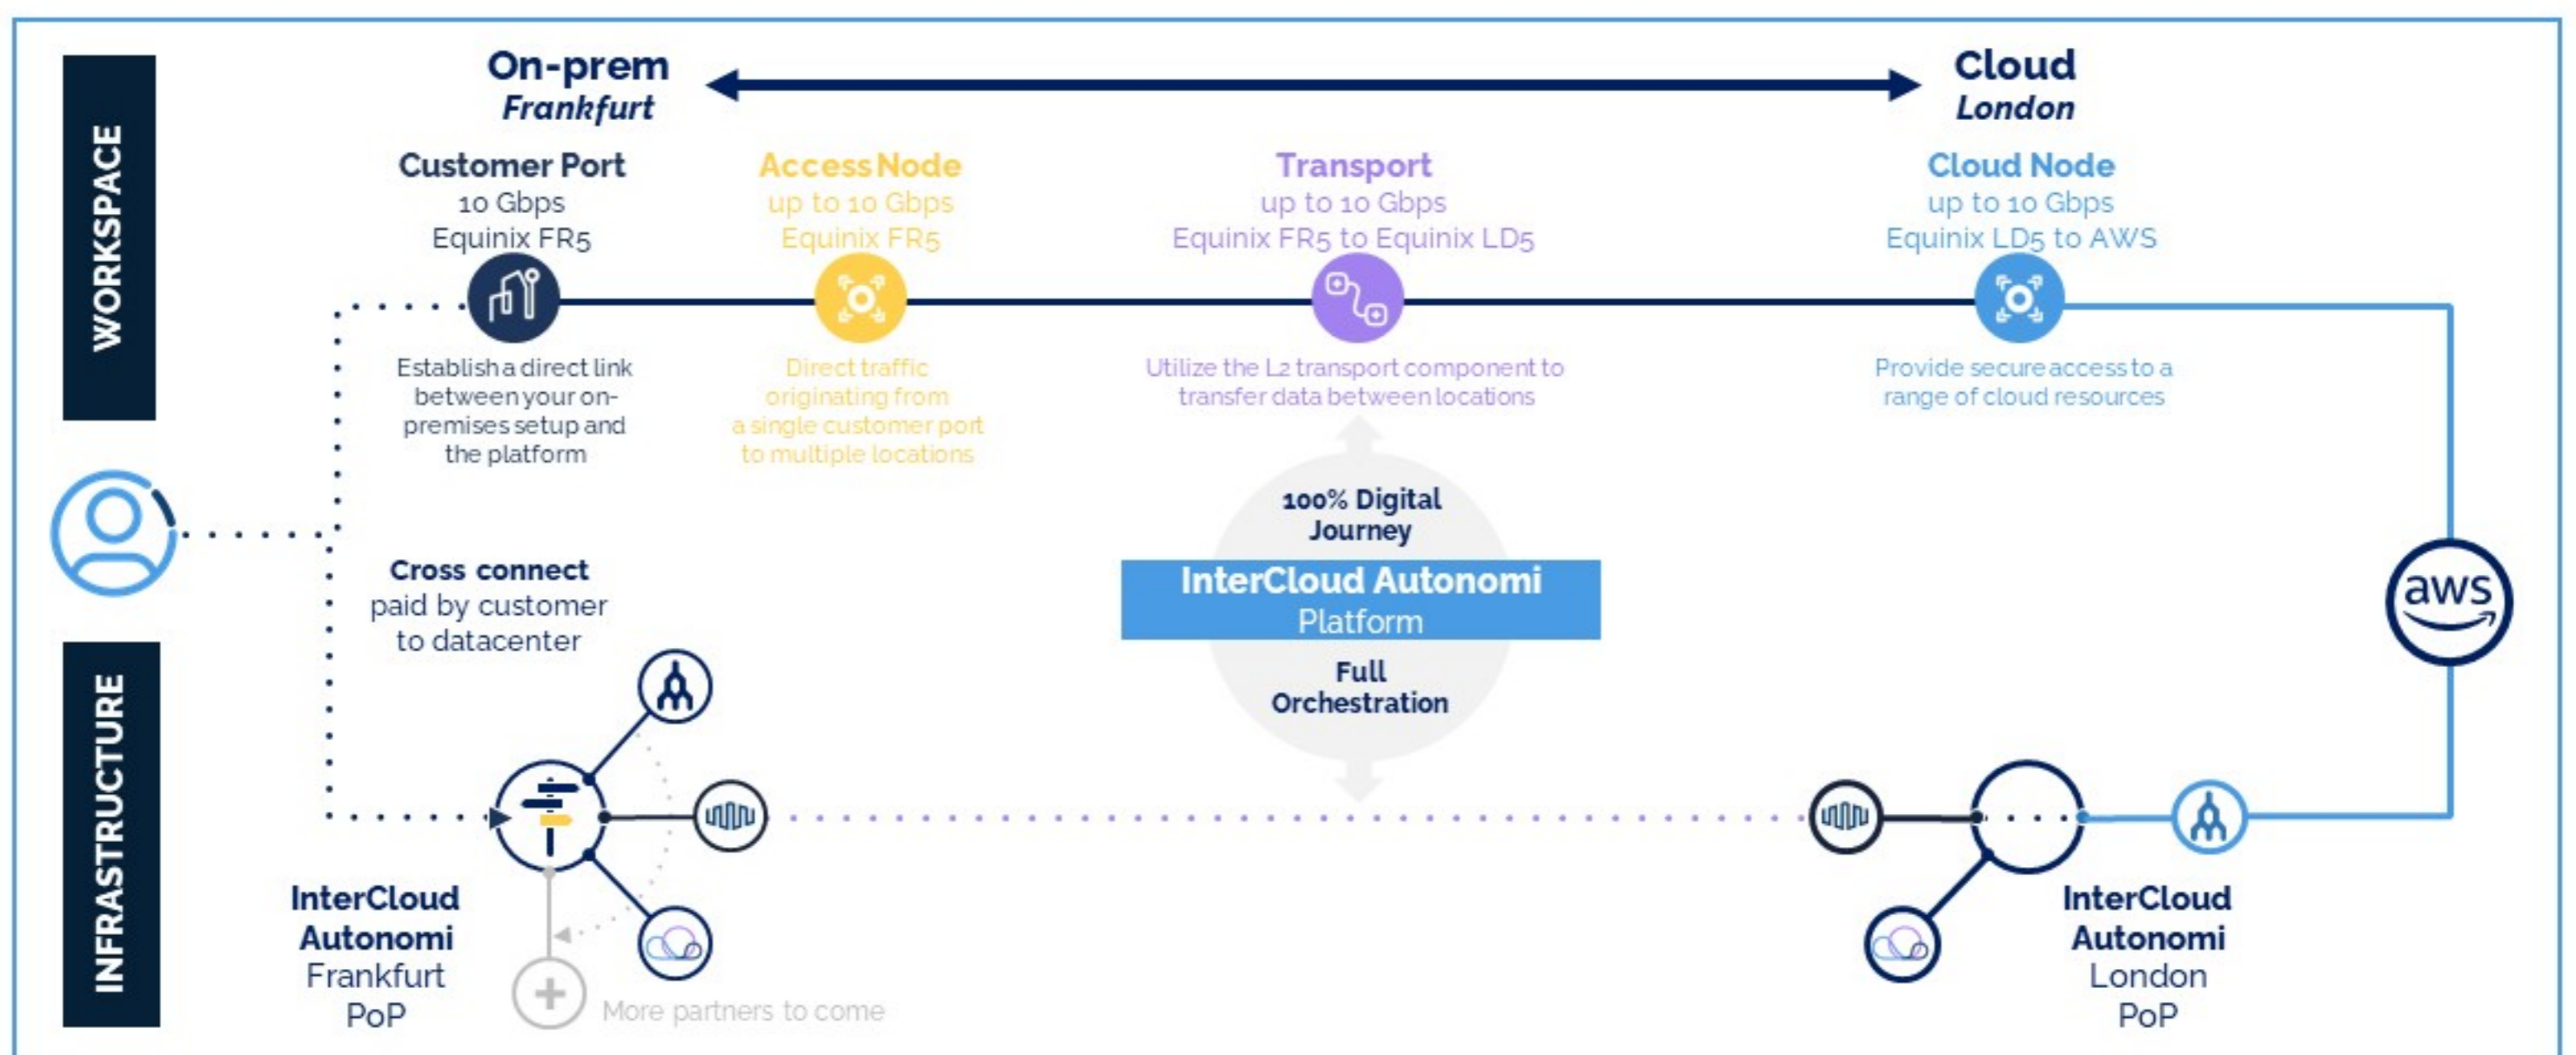 WORKSPACE
On-prem
Frankfurt
Cloud
London
Customer Port
10 Gbps
Equinix FR5
Establish a direct link
between your on-
premises setup and
the platform
Access Node
up to 10 Gbps
Equinix FR5
Direct traffic
originating from
a single customer port
to multiple locations
Transport
up to 10 Gbps
Equinix FR5 to Equinix LD5
Utilize the L2 transport component to
transfer data between locations
Cloud Node
up to 10 Gbps
Equinix LD5 to AWS
Provide secure access to a
range of cloud resources
100% Digital
Journey
InterCloud Autonomi
Platform
Full
Orchestration
aws
INFRASTRUCTURE
Cross connect
paid by customer
to datacenter
InterCloud
Autonomi
Frankfurt
PoP
More partners to come
InterCloud
Autonomi
London
PoP